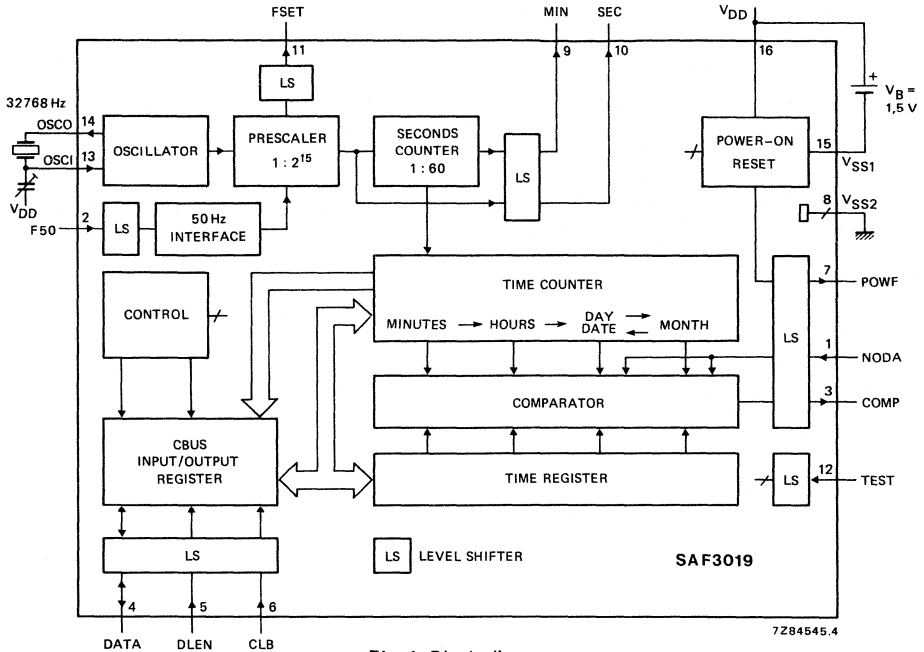 FSET
MIN
SEC
VDD
11
9
10
16
LS
+
VB =
1,5 V
32768 Hz
OSCO
14
OSCI
13
VDD
OSCILLATOR
PRESCALER
1 : 2¹⁵
SECONDS
COUNTER
1 : 60
LS
POWER-ON
RESET
15
VSS1
8
VSS2
F50
2
LS
50 Hz
INTERFACE
CONTROL
TIME COUNTER
MINUTES → HOURS → DAY DATE → ← MONTH
LS
7
POWF
1
NODA
3
COMP
COMPARATOR
CBUS
INPUT/OUTPUT
REGISTER
TIME REGISTER
LS
12
TEST
LS
LS LEVEL SHIFTER
SAF3019
4
5
6
DATA
DLEN
CLB
7Z84545.4